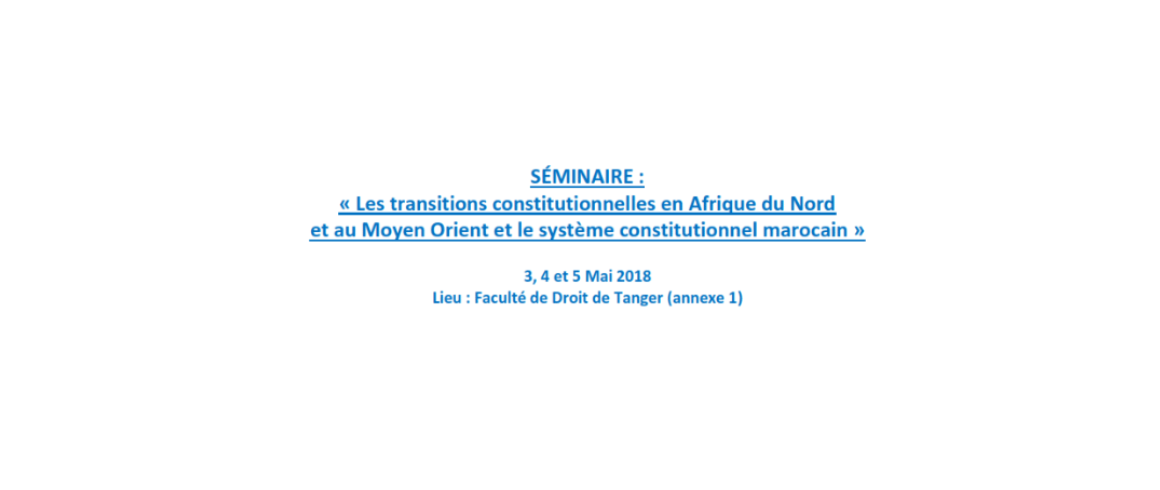 SÉMINAIRE :
« Les transitions constitutionnelles en Afrique du Nord
et au Moyen Orient et le système constitutionnel marocain »
3, 4 et 5 Mai 2018
Lieu : Faculté de Droit de Tanger (annexe 1)